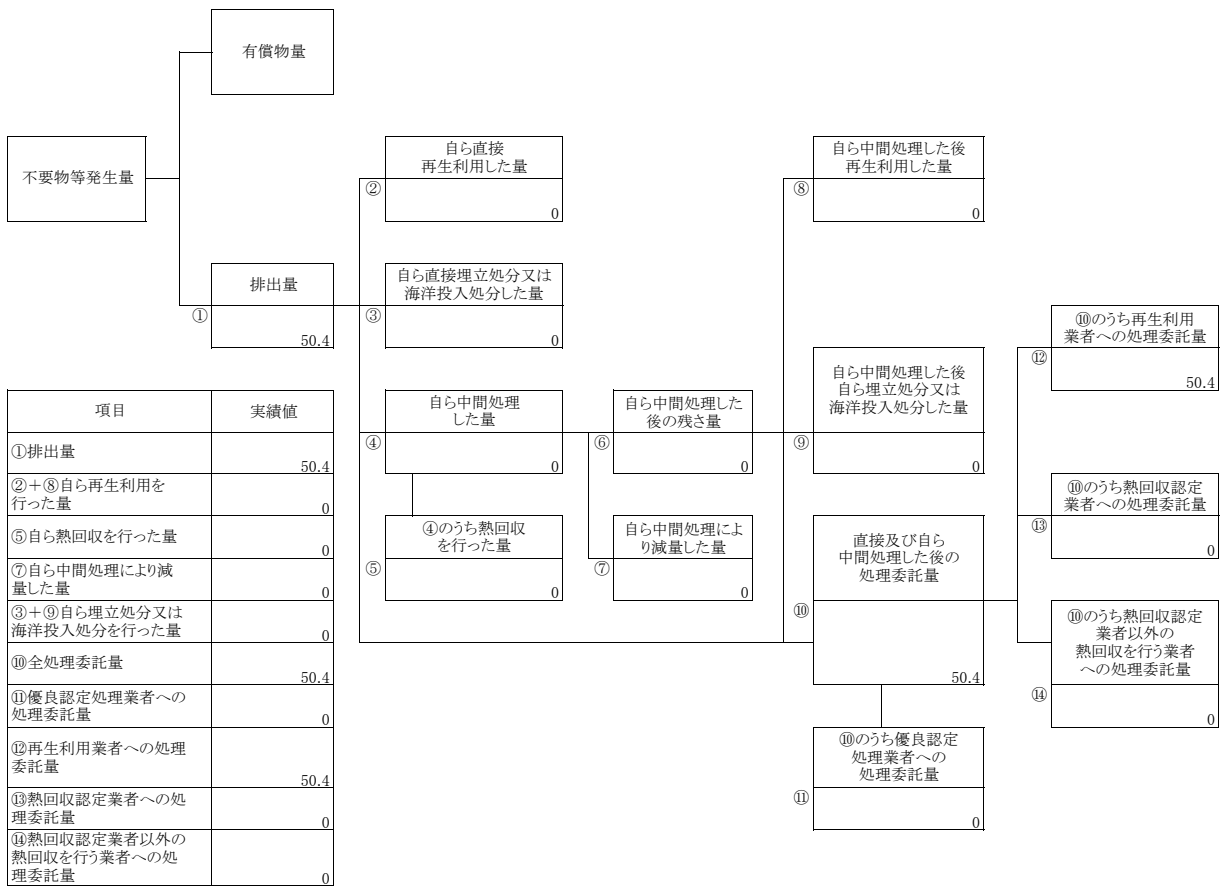 有償物量
不要物等発生量
自ら直接
再生利用した量
②
0
自ら中間処理した後
再生利用した量
⑧
0
排出量
①
50.4
自ら直接埋立処分又は
海洋投入処分した量
③
0
自ら中間処理
した量
④
0
自ら中間処理した
後の残さ量
⑥
0
自ら中間処理した後
自ら埋立処分又は
海洋投入処分した量
⑨
0
⑩のうち再生利用
業者への処理委託量
⑫
50.4
④のうち熱回収
を行った量
⑤
0
自ら中間処理によ
り減量した量
⑦
0
直接及び自ら
中間処理した後の
処理委託量
⑩
50.4
⑩のうち熱回収認定
業者への処理委託量
⑬
0
⑩のうち熱回収認定
業者以外の
熱回収を行う業者
への処理委託量
⑭
0
⑩のうち優良認定
処理業者への
処理委託量
⑪
0
項目 実績値
①排出量
50.4
②+⑧自ら再生利用を
行った量
0
⑤自ら熱回収を行った量
0
⑦自ら中間処理により減
量した量
0
③+⑨自ら埋立処分又は
海洋投入処分を行った量
0
⑩全処理委託量
50.4
⑪優良認定処理業者への
処理委託量
0
⑫再生利用業者への処理
委託量
50.4
⑬熱回収認定業者への処
理委託量
0
⑭熱回収認定業者以外の
熱回収を行う業者への処
理委託量
0